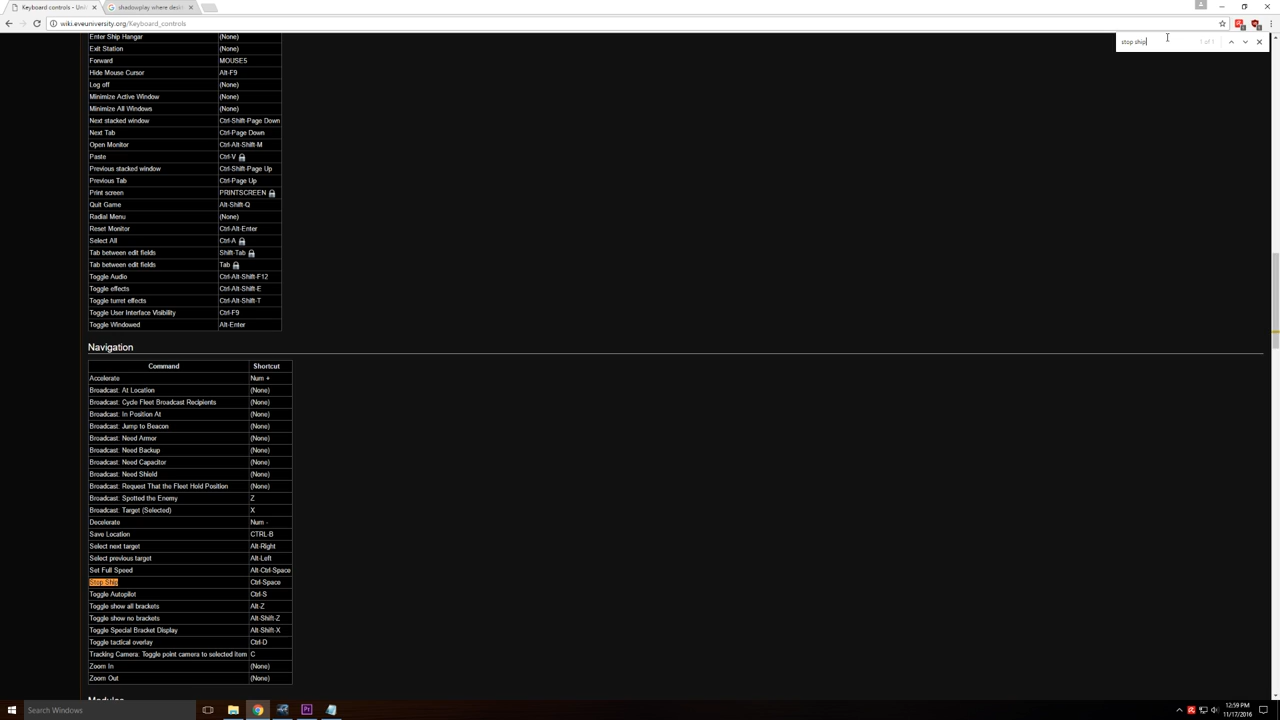 Keyboard controls - Uni
shadowplay where desk
wiki.eveuniversity.org/Keyboard_controls
stop ship 1 of 1
Enter Ship Hangar (None)
Exit Station (None)
Forward MOUSE5
Hide Mouse Cursor Alt-F9
Log off (None)
Minimize Active Window (None)
Minimize All Windows (None)
Next stacked window Ctrl-Shift-Page Down
Next Tab Ctrl-Page Down
Open Monitor Ctrl-Alt-Shift-M
Paste Ctrl-V
Previous stacked window Ctrl-Shift-Page Up
Previous Tab Ctrl-Page Up
Print screen PRINTSCREEN
Quit Game Alt-Shift-Q
Radial Menu (None)
Reset Monitor Ctrl-Alt-Enter
Select All Ctrl-A
Tab between edit fields Shift-Tab
Tab between edit fields Tab
Toggle Audio Ctrl-Alt-Shift-F12
Toggle effects Ctrl-Alt-Shift-E
Toggle turret effects Ctrl-Alt-Shift-T
Toggle User Interface Visibility Ctrl-F9
Toggle Windowed Alt-Enter
Navigation
Command Shortcut
Accelerate Num +
Broadcast: At Location (None)
Broadcast: Cycle Fleet Broadcast Recipients (None)
Broadcast: In Position At (None)
Broadcast: Jump to Beacon (None)
Broadcast: Need Armor (None)
Broadcast: Need Backup (None)
Broadcast: Need Capacitor (None)
Broadcast: Need Shield (None)
Broadcast: Request That the Fleet Hold Position (None)
Broadcast: Spotted the Enemy Z
Broadcast: Target (Selected) X
Decelerate Num -
Save Location CTRL-B
Select next target Alt-Right
Select previous target Alt-Left
Set Full Speed Alt-Ctrl-Space
Stop Ship Ctrl-Space
Toggle Autopilot Ctrl-S
Toggle show all brackets Alt-Z
Toggle show no brackets Alt-Shift-Z
Toggle Special Bracket Display Alt-Shift-X
Toggle tactical overlay Ctrl-D
Tracking Camera: Toggle point camera to selected item C
Zoom In (None)
Zoom Out (None)
Modules
Search Windows
Pr
12:59 PM
11/17/2016